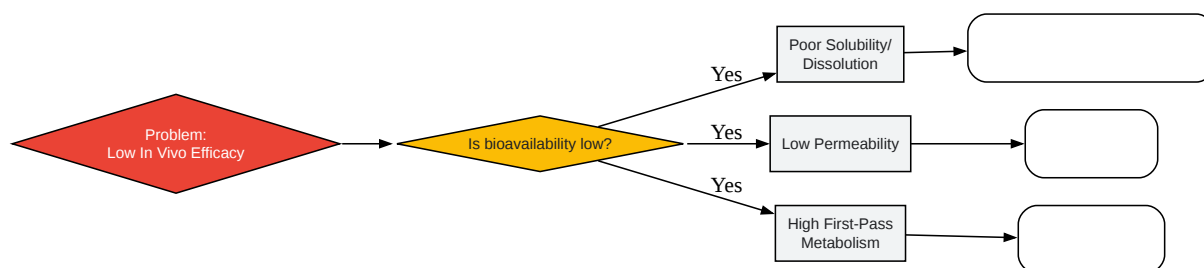 Problem:
Low In Vivo Efficacy
Is bioavailability low?
Yes
Poor Solubility/
Dissolution
Yes
Low Permeability
Yes
High First-Pass
Metabolism